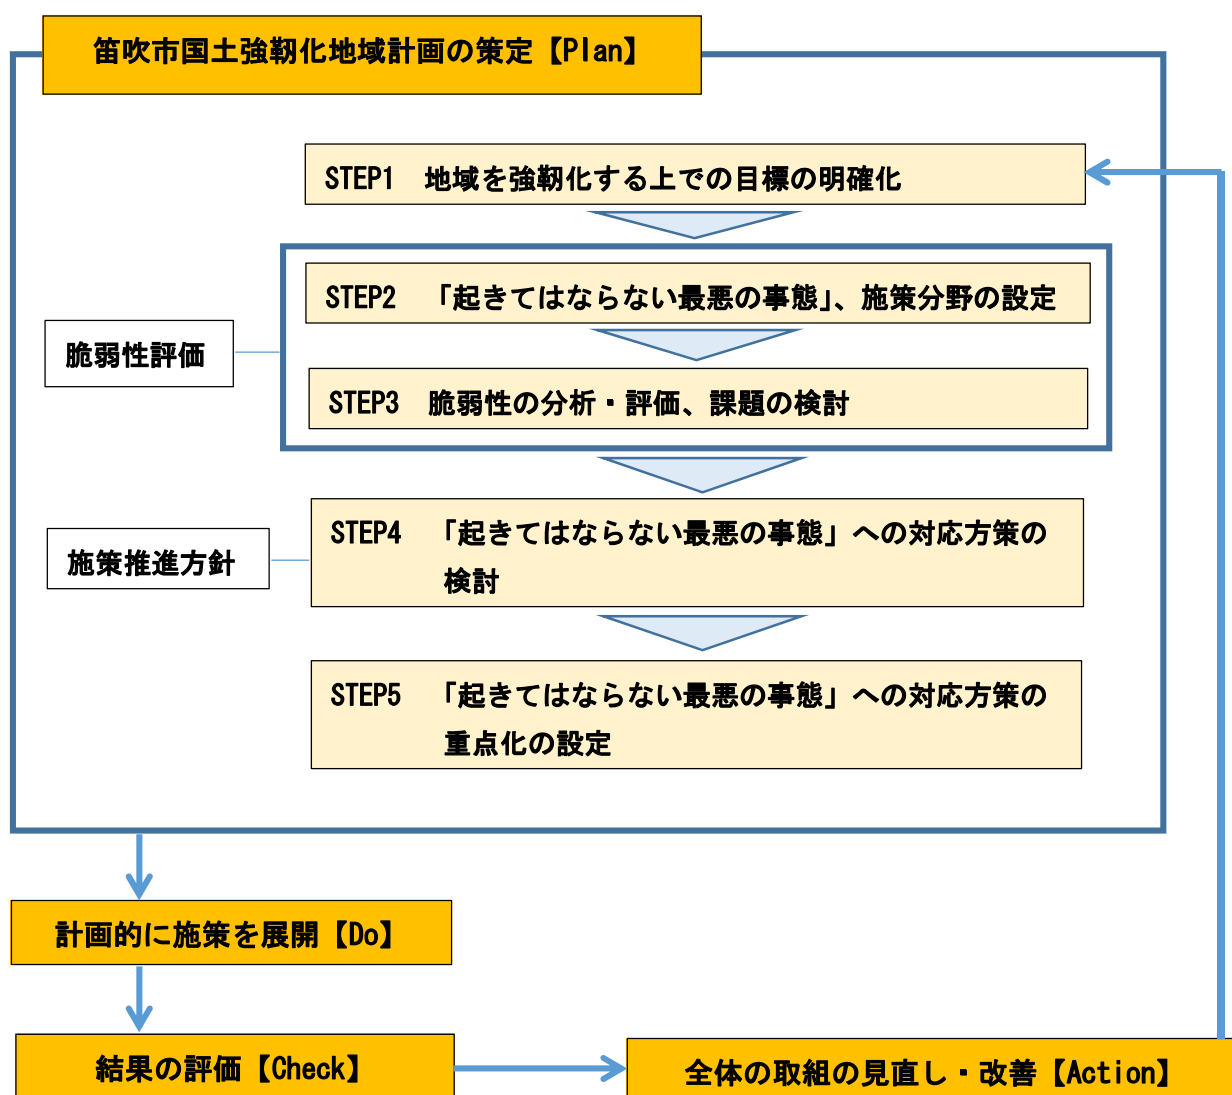 笛吹市国土強靭化地域計画の策定【Plan】
STEP1　地域を強靭化する上での目標の明確化
STEP2　「起きてはならない最悪の事態」、施策分野の設定
脆弱性評価
STEP3　脆弱性の分析・評価、課題の検討
STEP4　「起きてはならない最悪の事態」への対応方策の
検討
施策推進方針
STEP5　「起きてはならない最悪の事態」への対応方策の
重点化の設定
計画的に施策を展開【Do】
結果の評価【Check】
全体の取組の見直し・改善【Action】